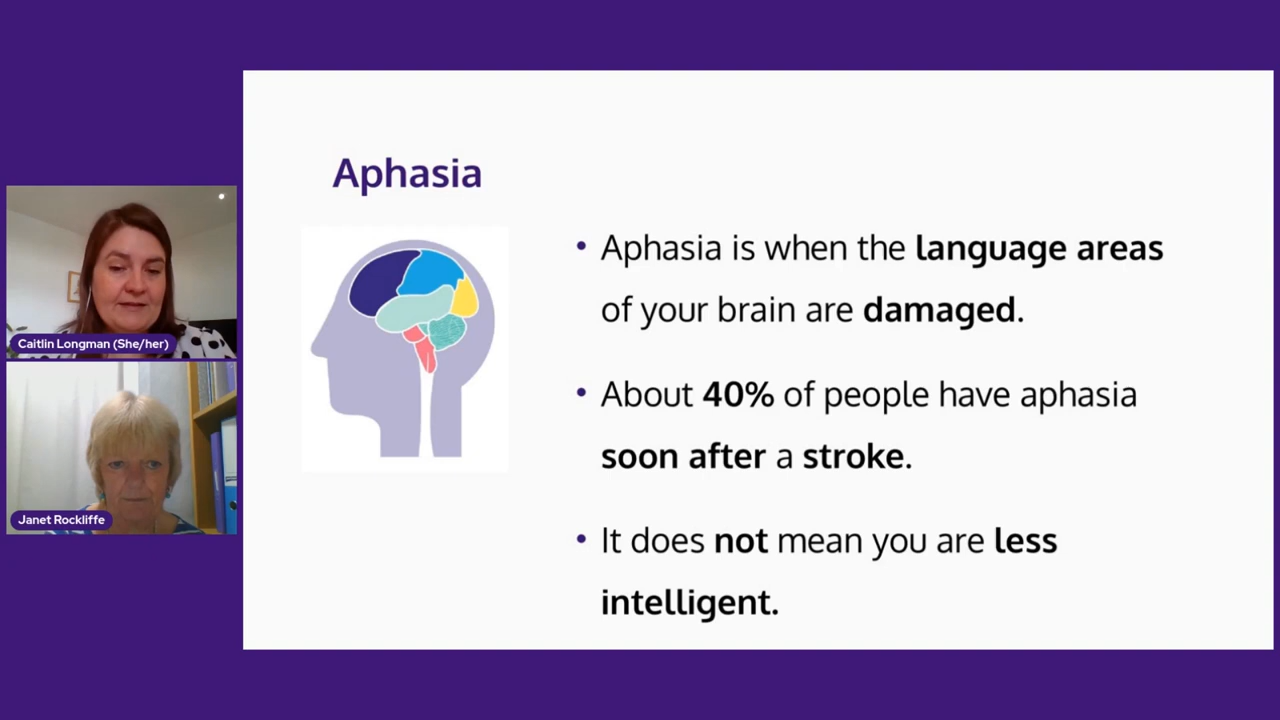 Aphasia
Aphasia is when the language areas
of your brain are damaged.
About 40% of people have aphasia
soon after a stroke.
It does not mean you are less
intelligent.
Caitlin Longman (She/her)
Janet Rockliffe